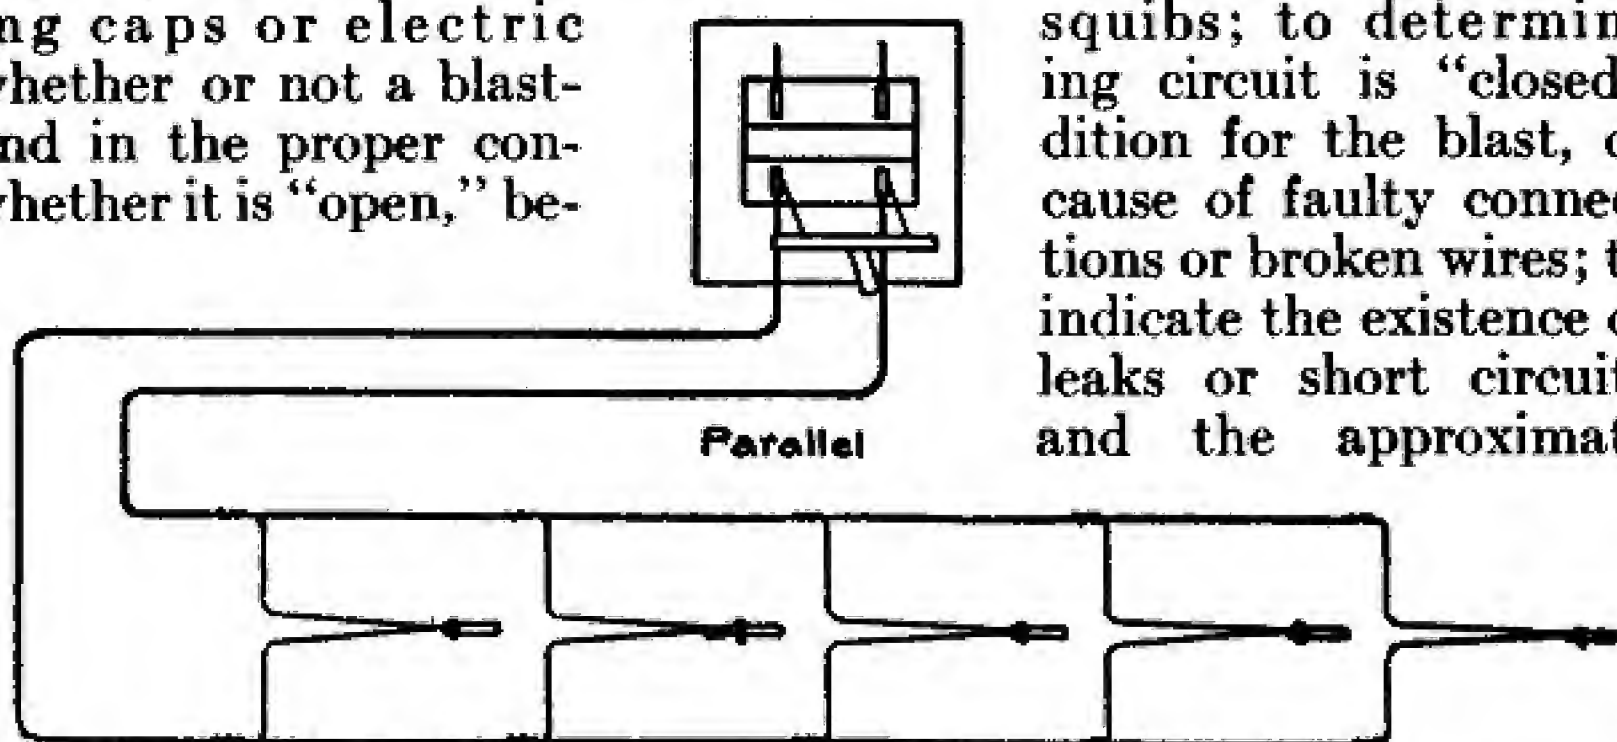 ng caps or electric
whether or not a blast-
nd in the proper con-
whether it is “open,” be-
squibs; to determin
ing circuit is “closed
dition for the blast, o
cause of faulty connec
tions or broken wires; t
indicate the existence o
leaks or short circuit
and the approximat
Parallel